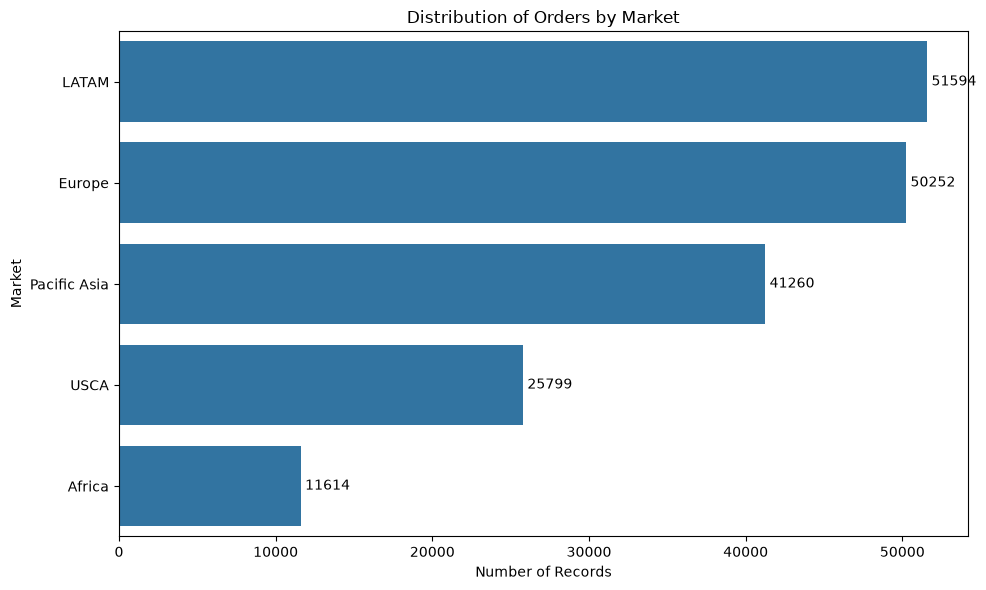 Distribution of Orders by Market
Market
LATAM
51594
Europe
50252
Pacific Asia
41260
USCA
25799
Africa
11614
0 10000 20000 30000 40000 50000
Number of Records